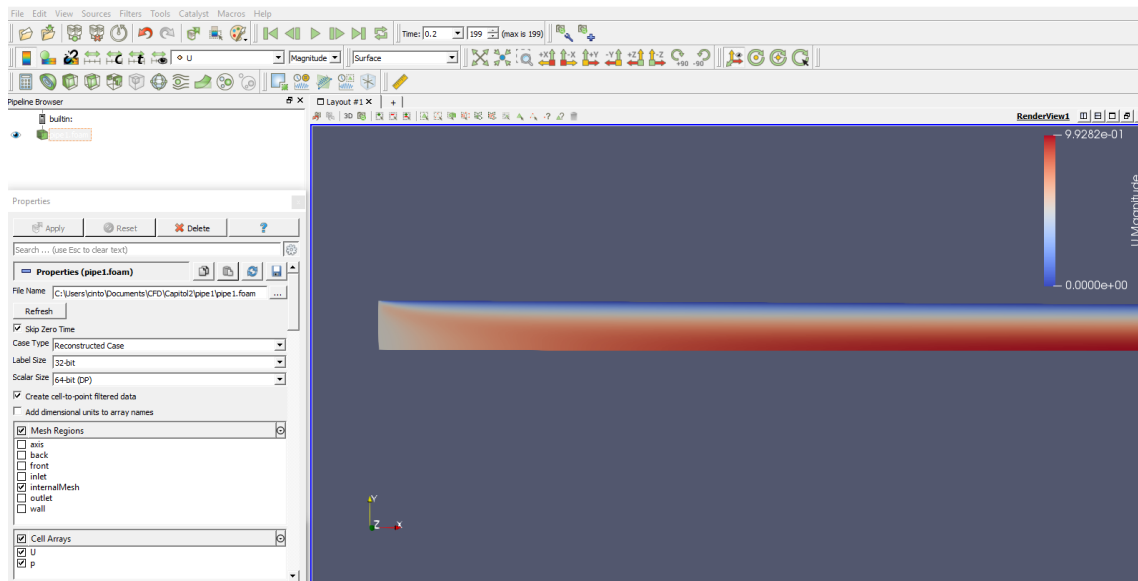 File Edit View Sources Filters Tools Catalyst Macros Help
Time: 0.2 199 (max is 199)
U Magnitude Surface +X -X +Y -Y +Z -Z +90 -90
Pipeline Browser
Layout #1 +
builtin:
3D
RenderView1
9.9282e-01
U Magnitude
0.0000e+00
Properties
Apply Reset Delete ?
Search ... (use Esc to clear text)
Properties (pipe1.foam)
File Name C:\Users\cinto\Documents\CFD\Capitol2\pipe1\pipe1.foam ...
Refresh
Skip Zero Time
Case Type Reconstructed Case
Label Size 32-bit
Scalar Size 64-bit (DP)
Create cell-to-point filtered data
Add dimensional units to array names
Mesh Regions
axis
back
front
inlet
internalMesh
outlet
wall
Cell Arrays
U
p
Y
Z X